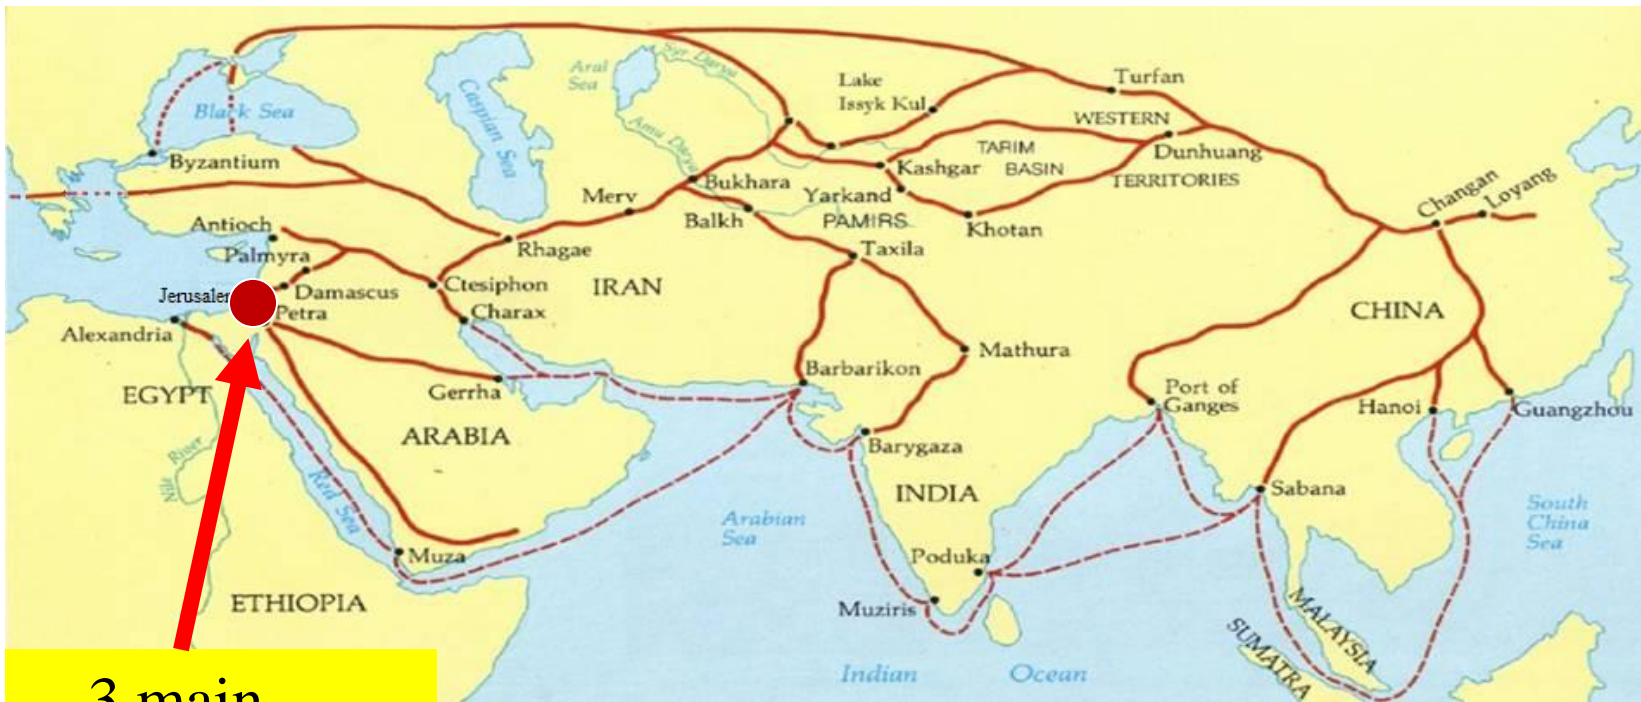 Syr Darya
Turfan
Lake
Issyk Kul
Aral
Sea
Black Sea
Caspian Sea
Amu Darya
WESTERN
Dunhuang
TERRITORIES
TARIM
BASIN
Byzantium
Kashgar
Bukhara
Yarkand
PAMIRS
Khotan
Merv
Balkh
Changan
Loyang
Antioch
Palmyra
Rhagae
Taxila
Jerusaler
Damascus
Ctesiphon
IRAN
Petra
Charax
CHINA
Alexandria
Mathura
Barbarikon
EGYPT
Gerrha
Port of
Ganges
Hanoi
Guangzhou
ARABIA
Barygaza
Nile River
Red Sea
INDIA
Sabana
Arabian
Sea
South
China
Sea
Muza
Poduka
ETHIOPIA
Muziris
MALAYSIA
SUMATRA
Indian Ocean
3 main